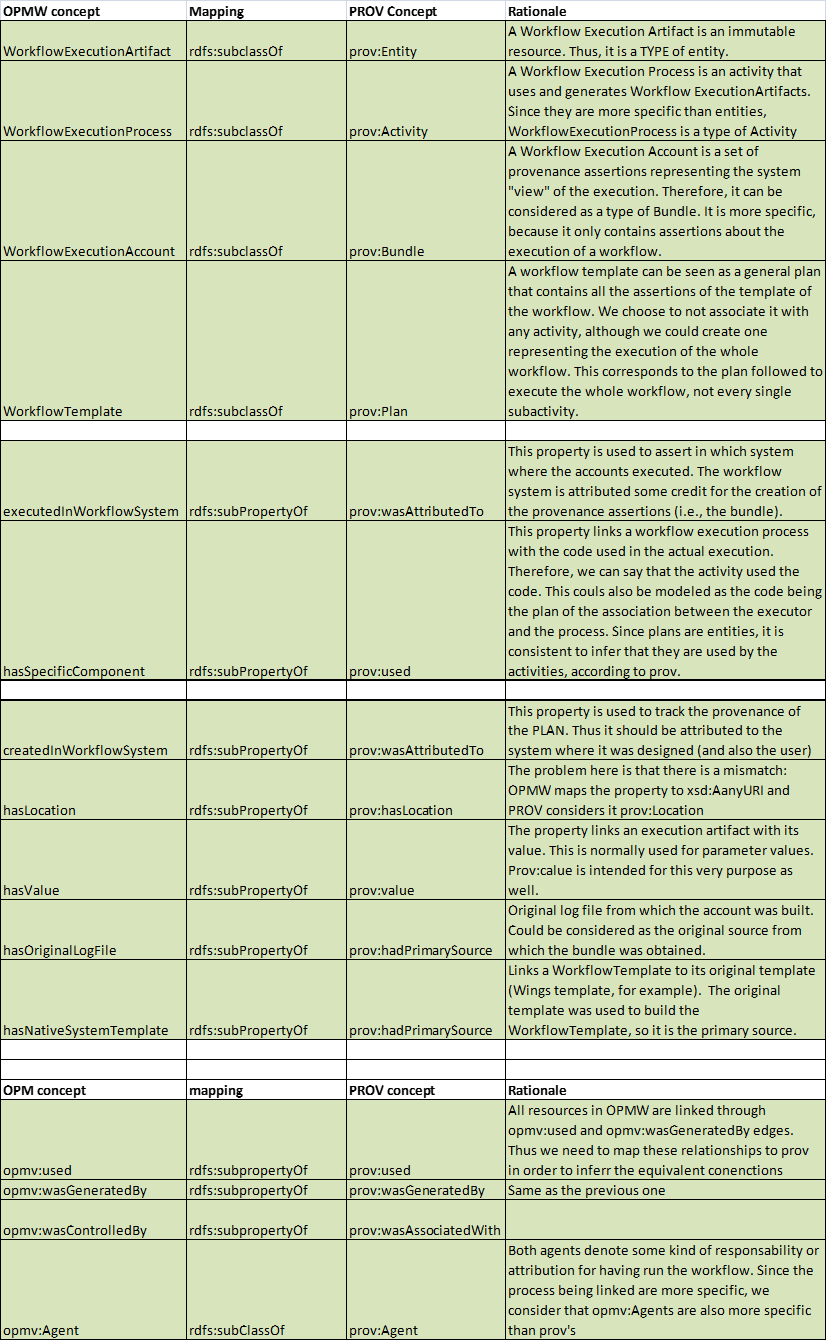 OPMW concept Mapping PROV Concept Rationale
A Workflow Execution Artifact is an immutable
WorkflowExecutionArtifact rdfs:subclassOf prov:Entity resource. Thus, it is a TYPE of entity.
A Workflow Execution Process is an activity that
uses and generates Workflow ExecutionArtifacts.
Since they are more specific than entities,
WorkflowExecutionProcess rdfs:subclassOf prov:Activity WorkflowExecutionProcess is a type of Activity
A Workflow Execution Account is a set of
provenance assertions representing the system
"view" of the execution. Therefore, it can be
considered as a type of Bundle. It is more specific,
because it only contains assertions about the
WorkflowExecutionAccount rdfs:subclassOf prov:Bundle execution of a workflow.
A workflow template can be seen as a general plan
that contains all the assertions of the template of
the workflow. We choose to not associate it with
any activity, although we could create one
representing the execution of the whole
workflow. This corresponds to the plan followed to
execute the whole workflow, not every single
WorkflowTemplate rdfs:subclassOf prov:Plan subactivity.
This property is used to assert in which system
where the accounts executed. The workflow
system is attributed some credit for the creation of
executedInWorkflowSystem rdfs:subPropertyOf prov:wasAttributedTo the provenance assertions (i.e., the bundle).
This property links a workflow execution process
with the code used in the actual execution.
Therefore, we can say that the activity used the
code. This couls also be modeled as the code being
the plan of the association between the executor
and the process. Since plans are entities, it is
consistent to infer that they are used by the
hasSpecificComponent rdfs:subPropertyOf prov:used activities, according to prov.
This property is used to track the provenance of
the PLAN. Thus it should be attributed to the
createdInWorkflowSystem rdfs:subPropertyOf prov:wasAttributedTo system where it was designed (and also the user)
The problem here is that there is a mismatch:
OPMW maps the property to xsd:AanyURI and
hasLocation rdfs:subPropertyOf prov:hasLocation PROV considers it prov:Location
The property links an execution artifact with its
value. This is normally used for parameter values.
Prov:calue is intended for this very purpose as
hasValue rdfs:subPropertyOf prov:value well.
Original log file from which the account was built.
Could be considered as the original source from
hasOriginalLogFile rdfs:subPropertyOf prov:hadPrimarySource which the bundle was obtained.
Links a WorkflowTemplate to its original template
(Wings template, for example). The original
template was used to build the
hasNativeSystemTemplate rdfs:subPropertyOf prov:hadPrimarySource WorkflowTemplate, so it is the primary source.
OPM concept mapping PROV concept Rationale
All resources in OPMW are linked through
opmv:used and opmv:wasGeneratedBy edges.
Thus we need to map these relationships to prov
opmv:used rdfs:subpropertyOf prov:used in order to inferr the equivalent conenctions
opmv:wasGeneratedBy rdfs:subpropertyOf prov:wasGeneratedBy Same as the previous one
opmv:wasControlledBy rdfs:subpropertyOf prov:wasAssociatedWith
Both agents denote some kind of responsability or
attribution for having run the workflow. Since the
process being linked are more specific, we
consider that opmv:Agents are also more specific
opmv:Agent rdfs:subClassOf prov:Agent than prov's